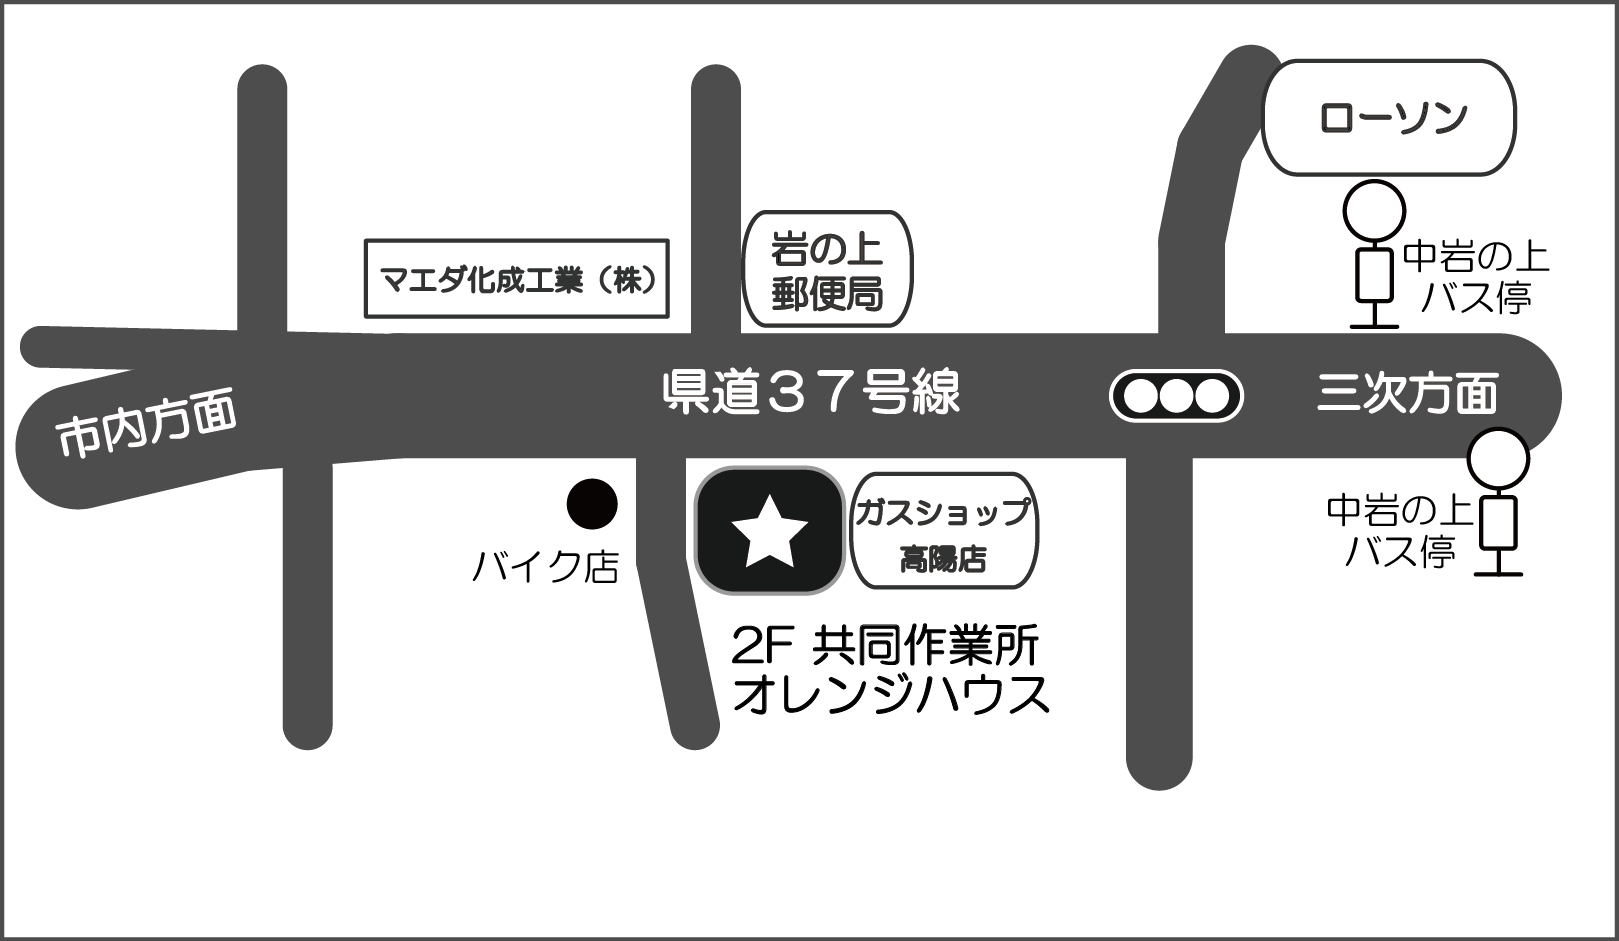 ローソン
岩の上
郵便局
中岩の上
バス停
マエダ化成工業（株）
県道３７号線
三次方面
市内方面
ガスショップ
高陽店
中岩の上
バス停
バイク店
2F 共同作業所
オレンジハウス